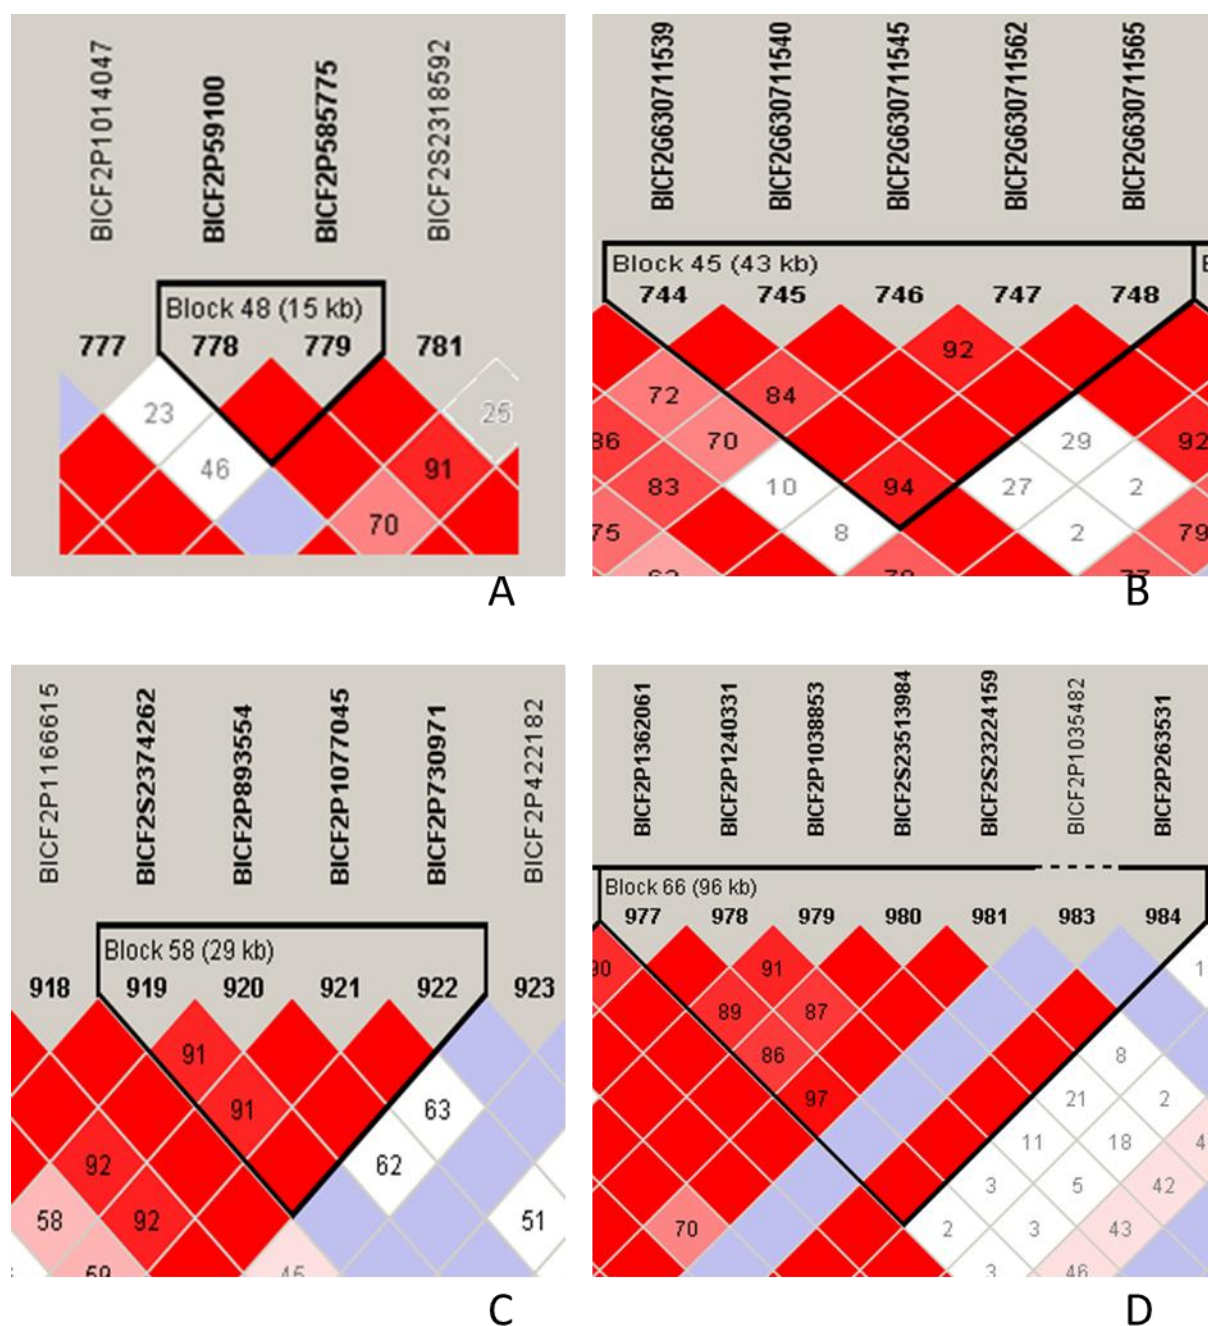 BICF2P1014047
BICF2P59100
BICF2P585775
BICF2S2318592
Block 48 (15 kb)
777 778 779 781
23 25
46 91
70
A
BICF2G630711539
BICF2G630711540
BICF2G630711545
BICF2G630711562
BICF2G630711565
Block 45 (43 kb)
744 745 746 747 748
92
72 84
86 70 29 92
83 10 94 27 2
75 8 2 79
B
BICF2P1166615
BICF2S2374262
BICF2P893554
BICF2P1077045
BICF2P730971
BICF2P422182
Block 58 (29 kb)
918 919 920 921 922 923
91
91 63
92 62
58 92 51
C
BICF2P1362061
BICF2P1240331
BICF2P1038853
BICF2S23513984
BICF2S23224159
BICF2P1035482
BICF2P263531
Block 66 (96 kb)
977 978 979 980 981 983 984
90 91 1
89 87
86 8
97 21 2
11 18 4
3 5 42
70 2 3 43
3 46
D